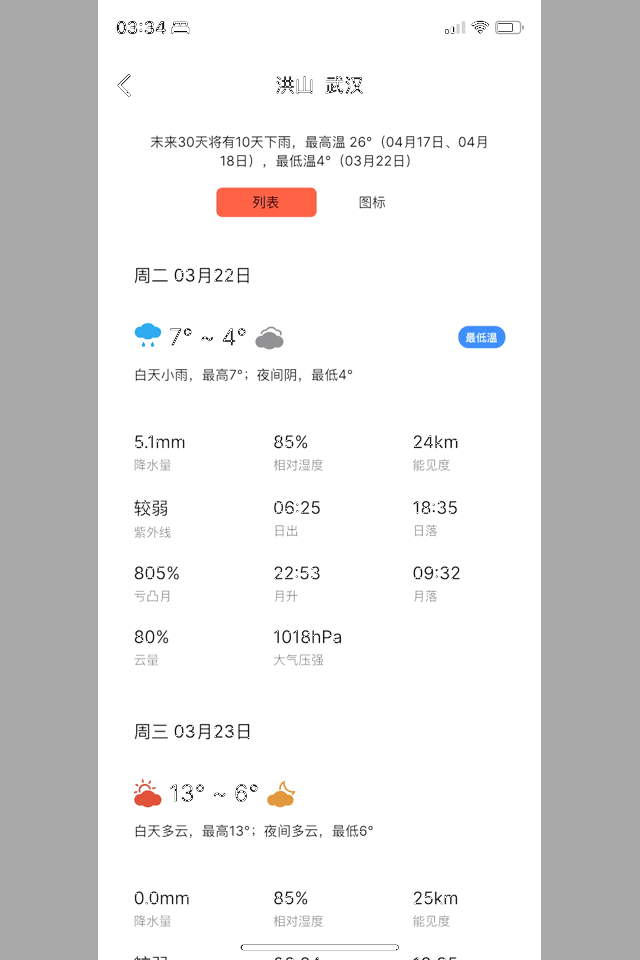 03:34
洪山 武汉
末来30天将有10天下雨，最高温 26°（04月17日、04月
18日），最低温4°（03月22日）
列表 图标
周二 03月22日
7° ~ 4° 最低温
白天小雨，最高7°；夜间阴，最低4°
5.1mm 85% 24km
降水量 相对湿度 能见度
较弱 06:25 18:35
紫外线 日出 日落
805% 22:53 09:32
亏凸月 月升 月落
80% 1018hPa
云量 大气压强
周三 03月23日
13° ~ 6°
白天多云，最高13°；夜间多云，最低6°
0.0mm 85% 25km
降水量 相对湿度 能见度